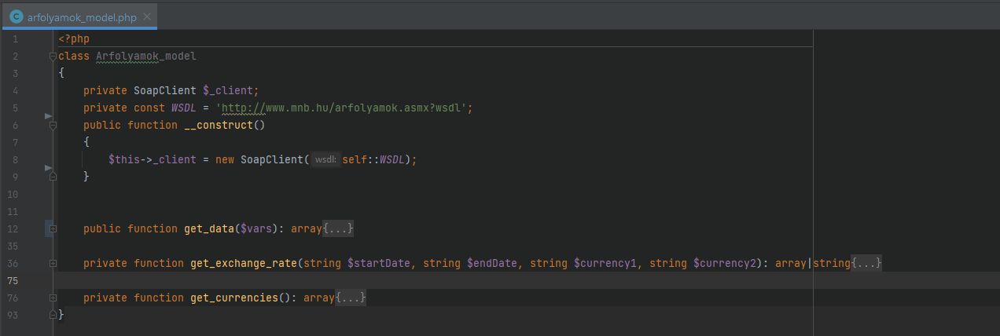 arfolyamok_model.php
1 <?php
2 class Arfolyamok_model
3 {
4 private SoapClient $_client;
5 private const WSDL = 'http://www.mnb.hu/arfolyamok.asmx?wsdl';
6 public function __construct()
7 {
8 $this->_client = new SoapClient( wsdl: self::WSDL);
9 }
10
11
12 public function get_data($vars): array{...}
35
36 private function get_exchange_rate(string $startDate, string $endDate, string $currency1, string $currency2): array|string{...}
75
76 private function get_currencies(): array{...}
93 }